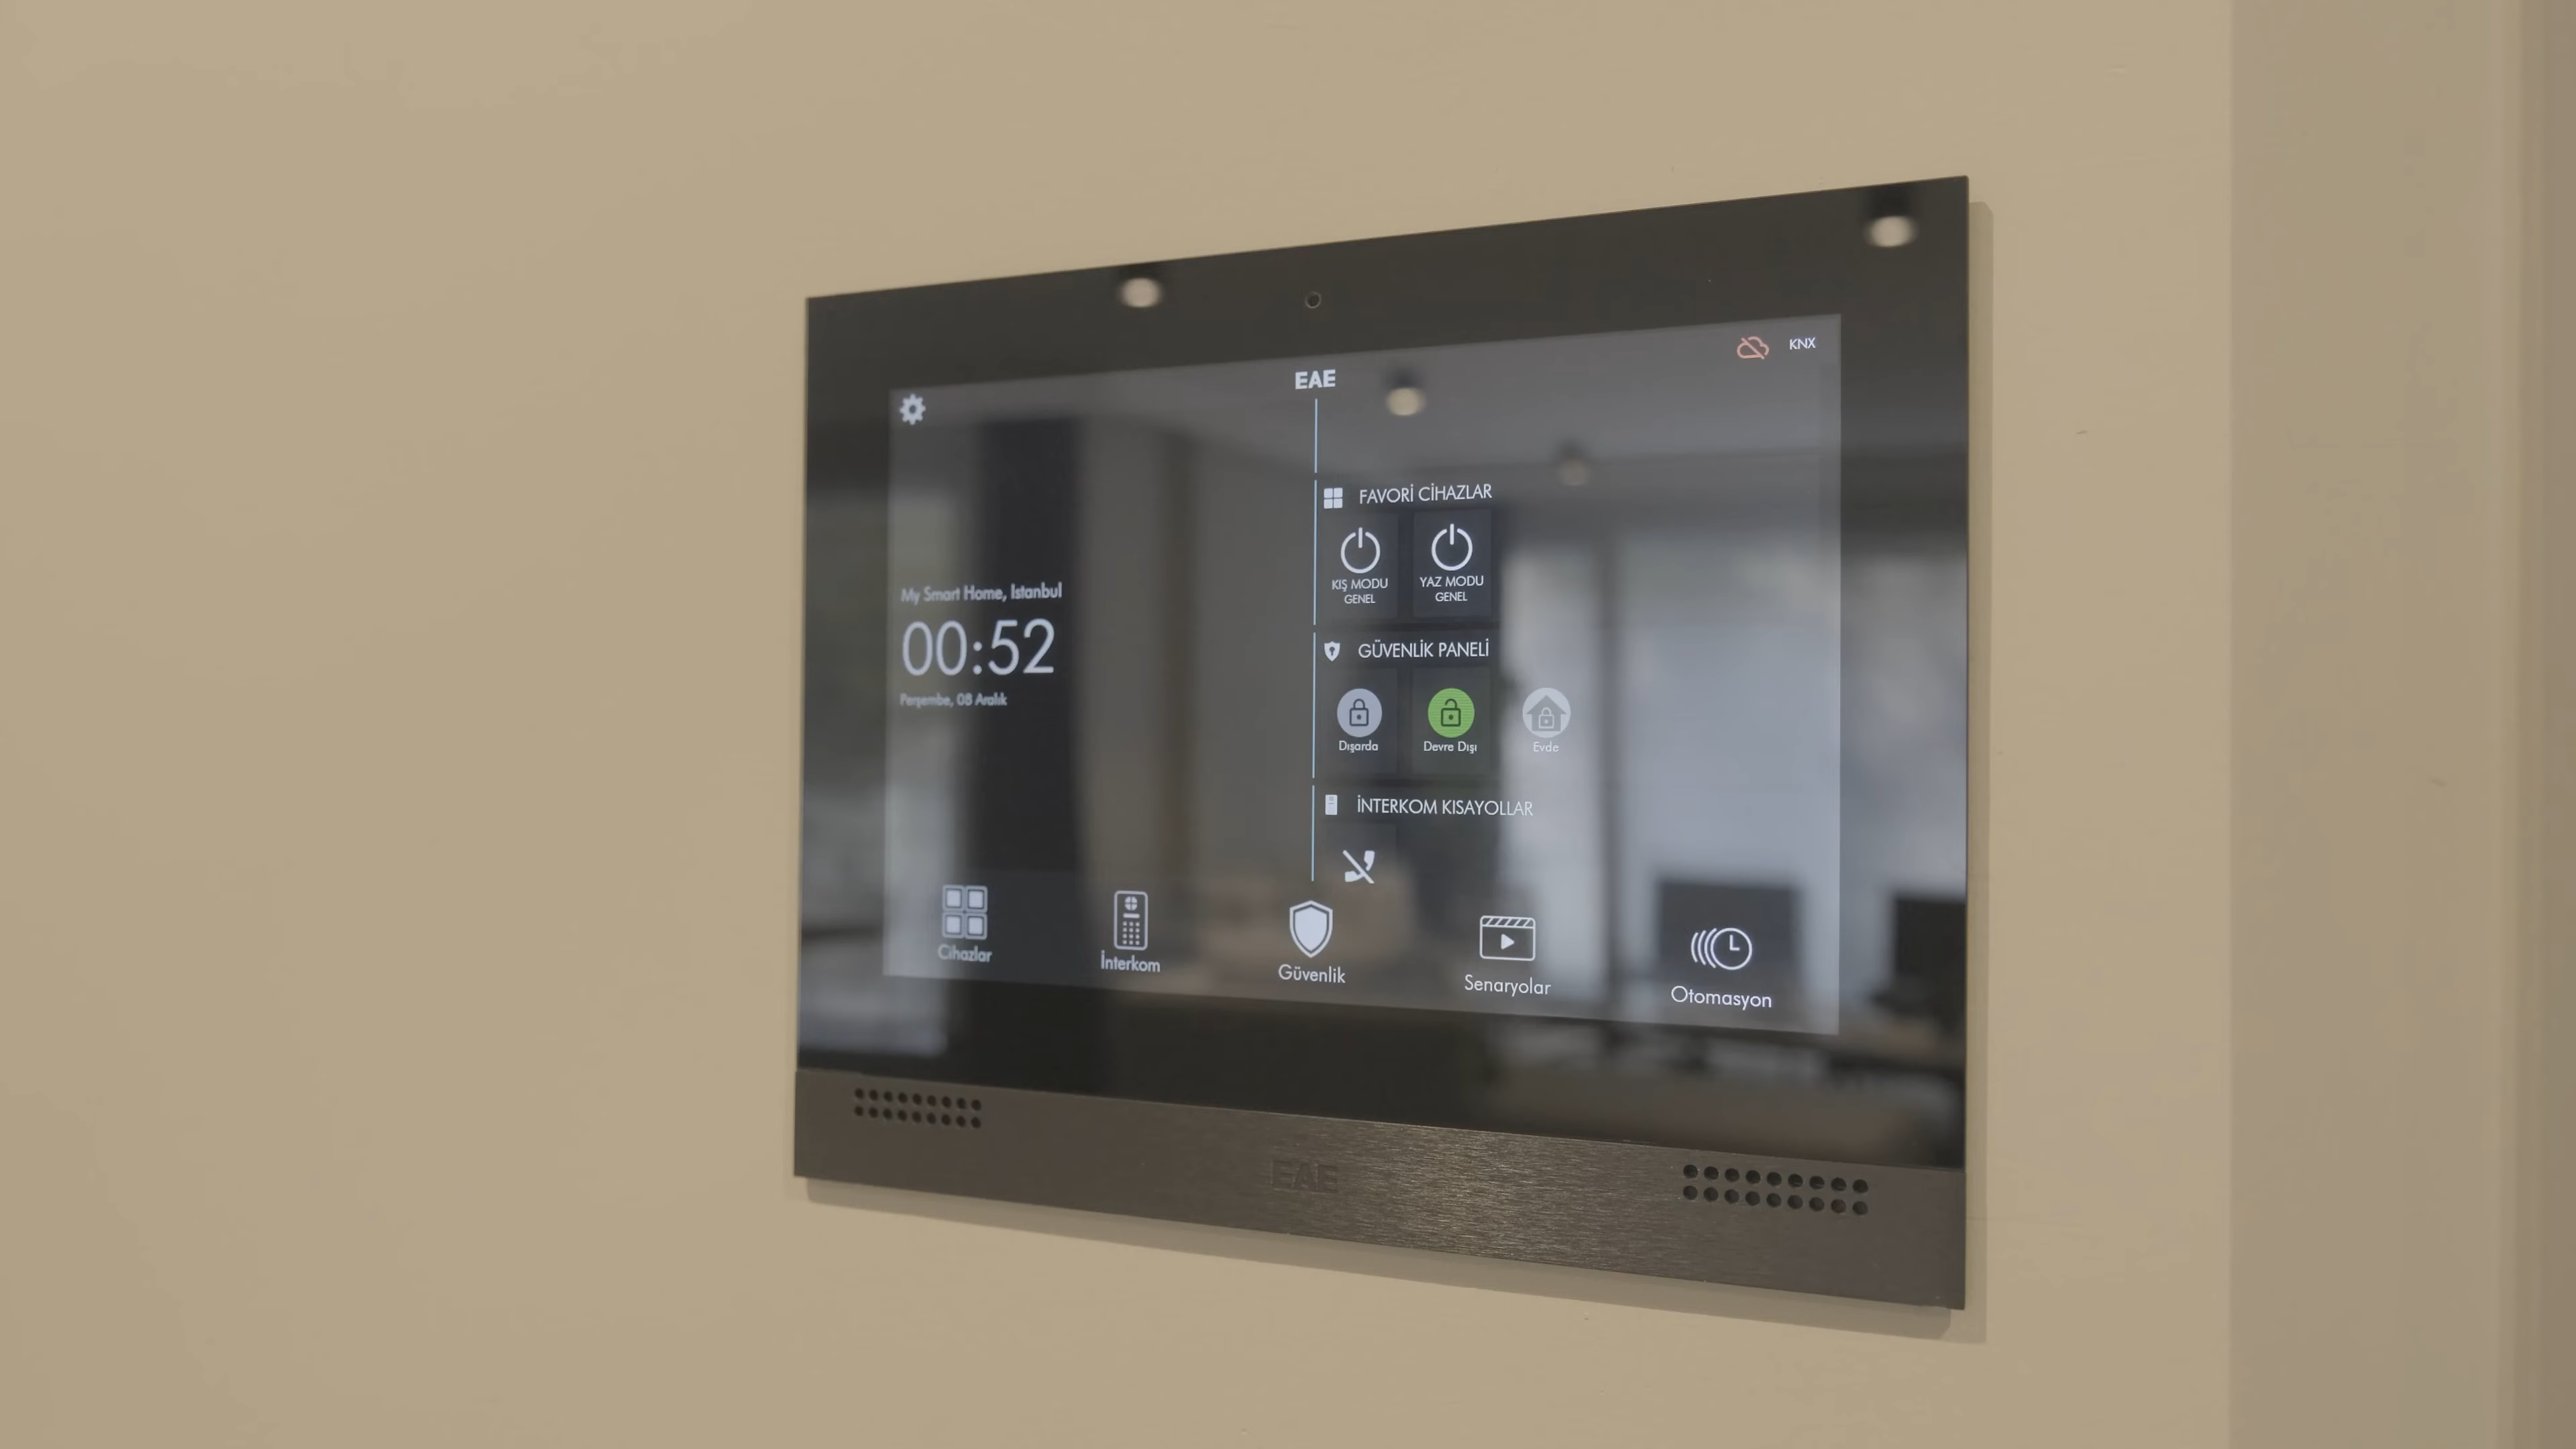 KNX
EAE
My Smart Home, Istanbul
00:52
Perşembe, 08 Aralık
FAVORİ CİHAZLAR
KIŞ MODU
GENEL
YAZ MODU
GENEL
GÜVENLİK PANELİ
Dışarda
Devre Dışı
Evde
İNTERKOM KISAYOLLAR
Cihazlar
İnterkom
Güvenlik
Senaryolar
Otomasyon
EAE